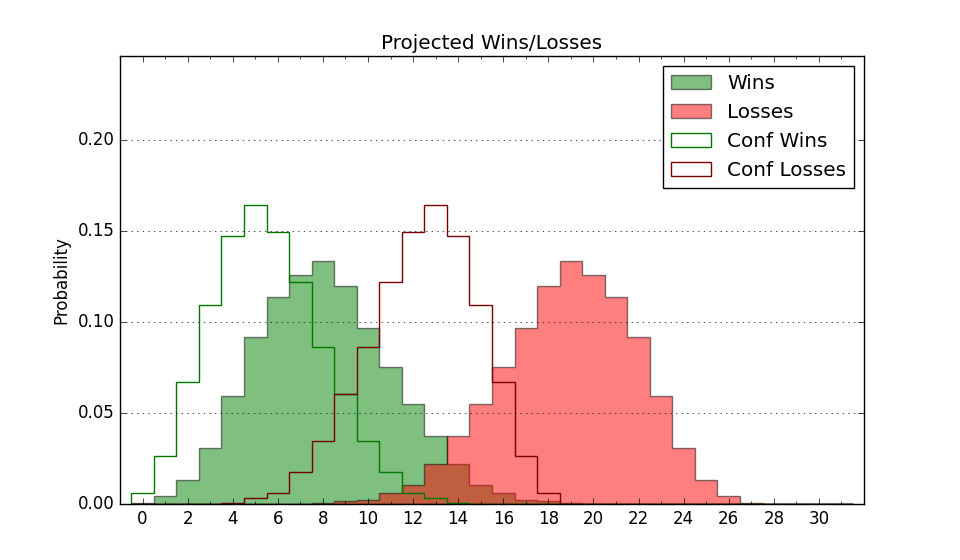 Projected Wins/Losses
Wins
Losses
Conf Wins
Conf Losses
Probability
0.20
0.15
0.10
0.05
0.00
0 2 4 6 8 10 12 14 16 18 20 22 24 26 28 30